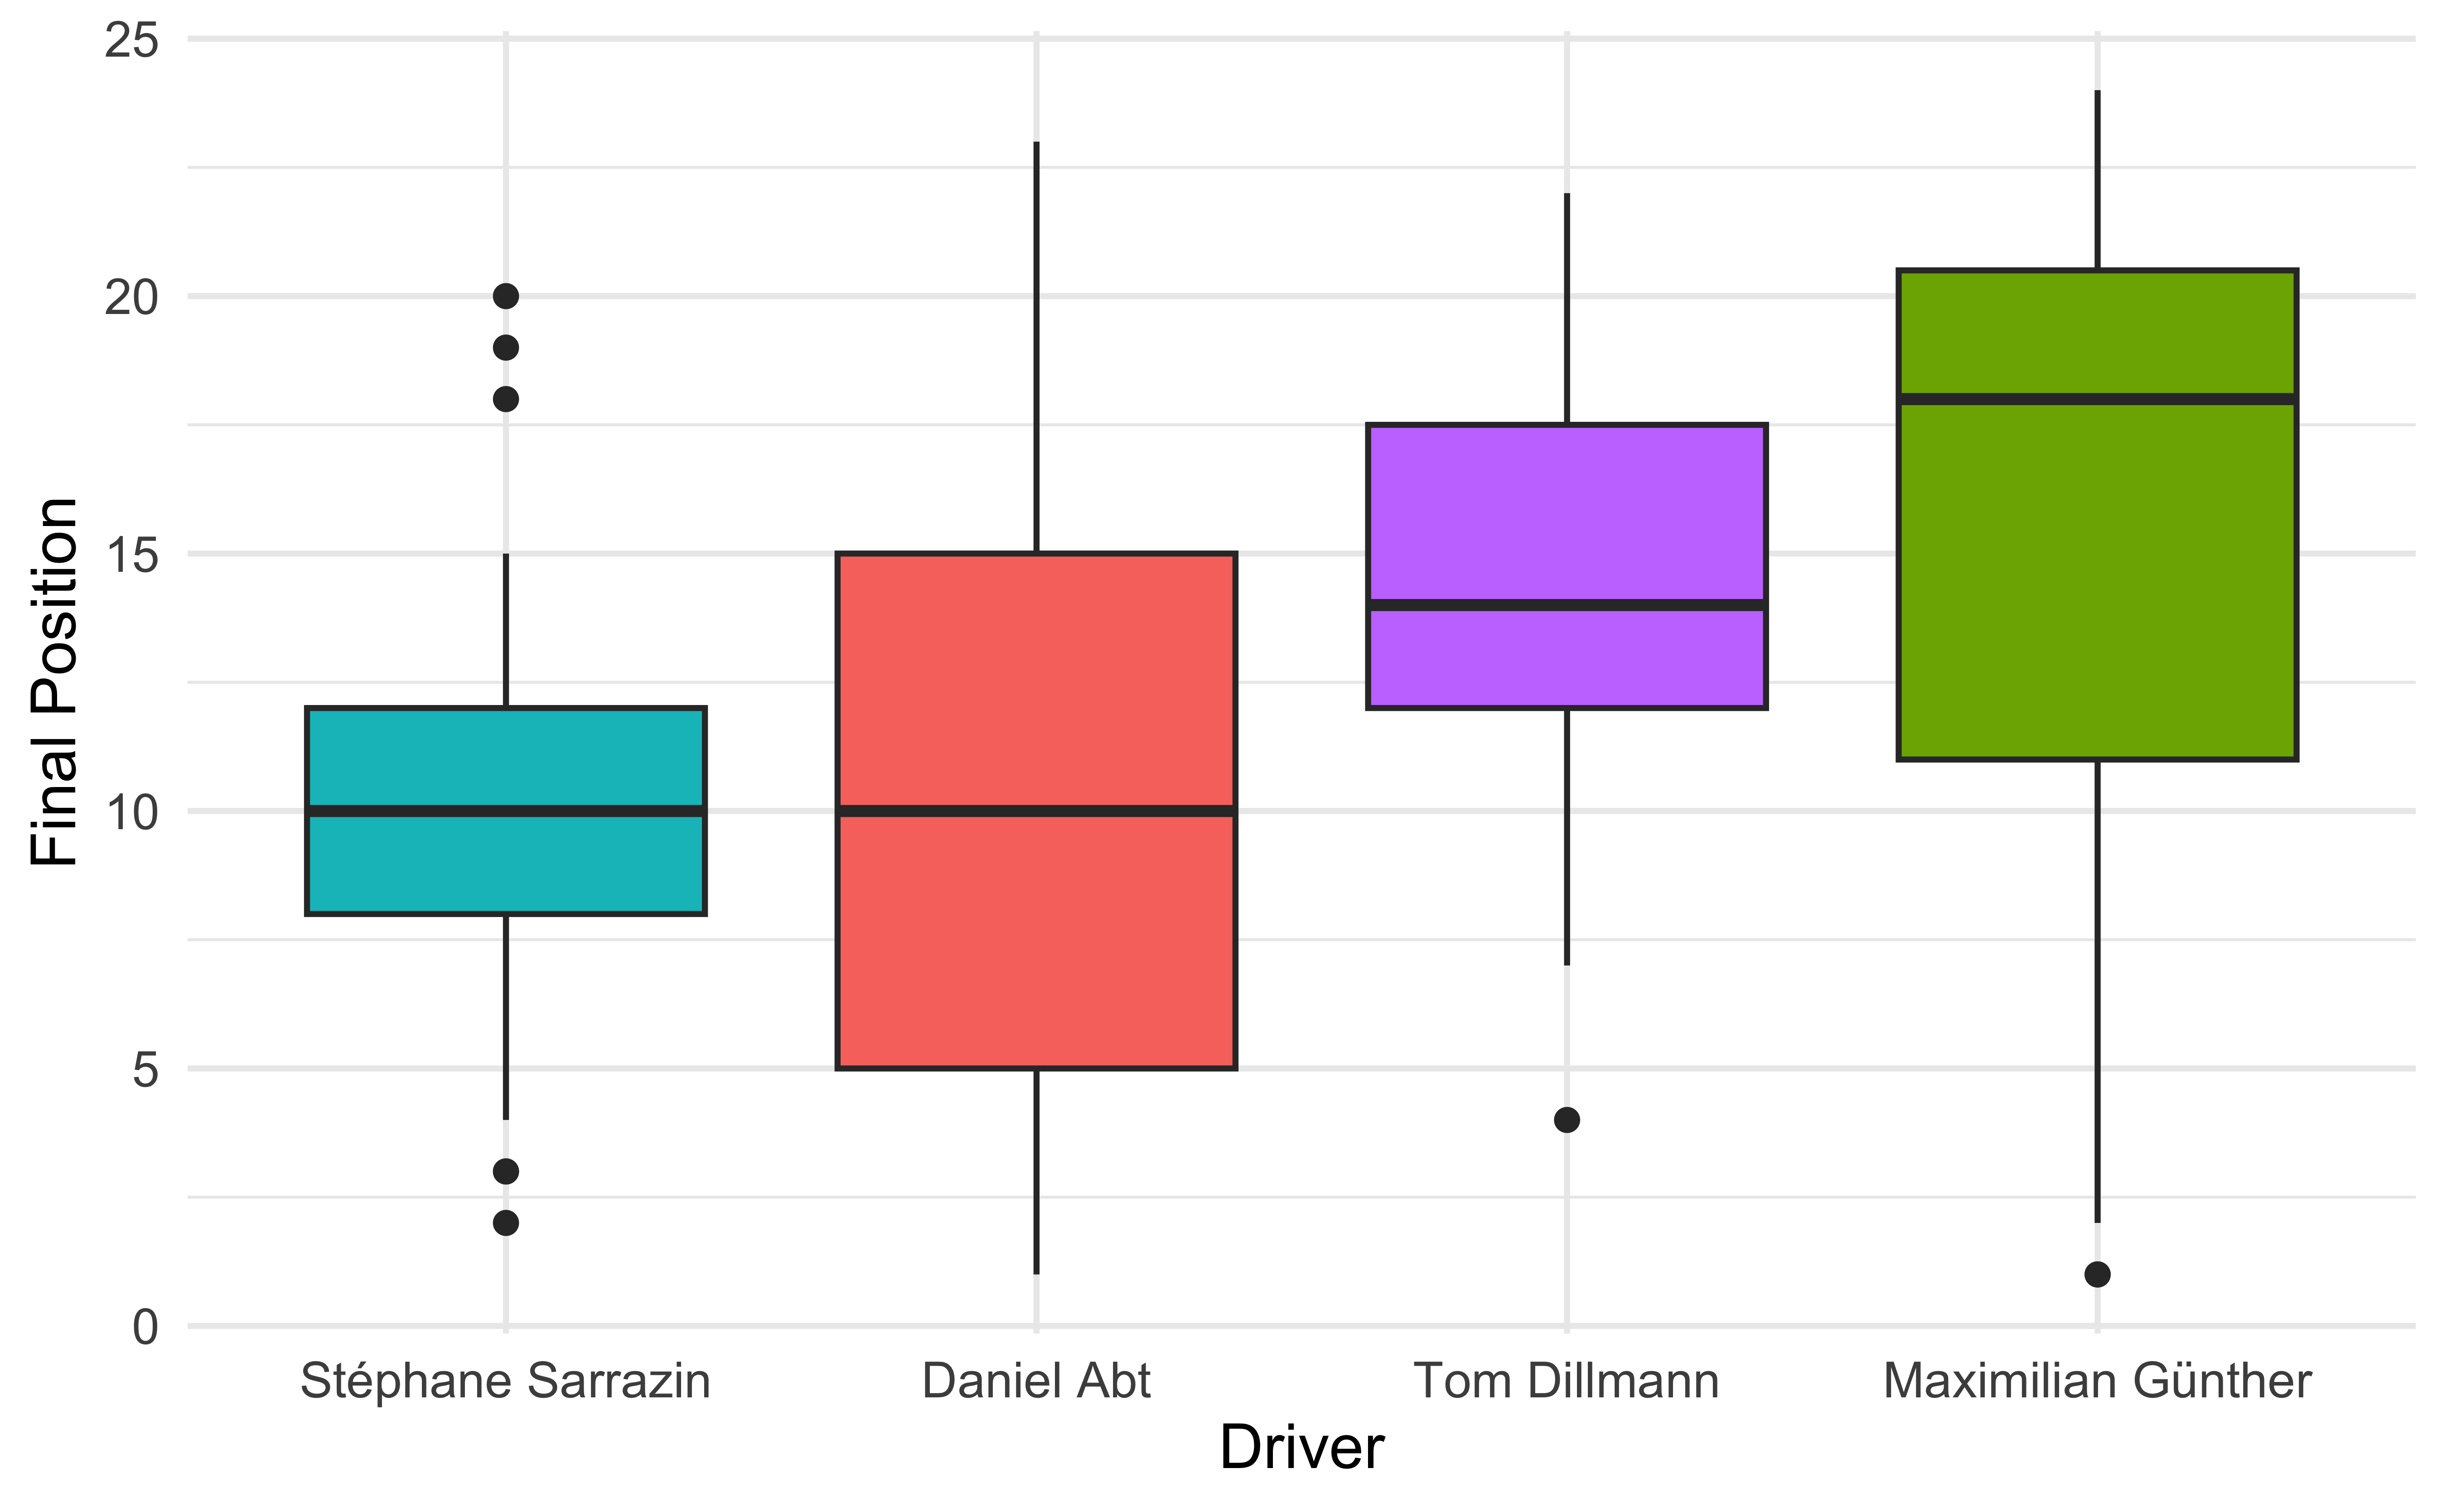 25
20
15
10
5
0
Final Position
Stéphane Sarrazin
Daniel Abt
Tom Dillmann
Maximilian Günther
Driver